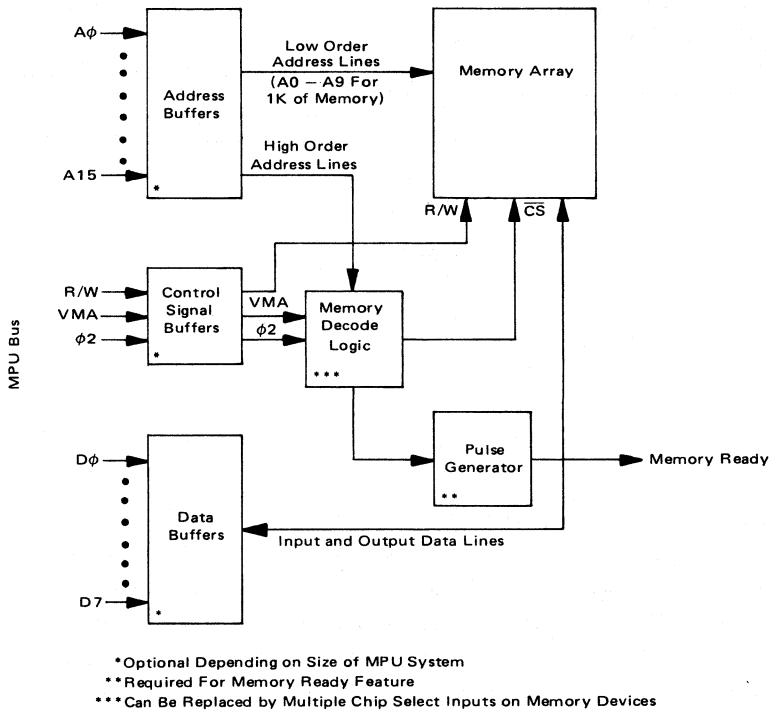 Aϕ
Low Order
Address Lines
(A0 – A9 For
1K of Memory)
Memory Array
Address
Buffers
High Order
Address Lines
A15
*
R/W
CS
R/W
VMA
ϕ2
Control
Signal
Buffers
*
VMA
ϕ2
Memory
Decode
Logic
***
MPU Bus
Dϕ
Pulse
Generator
**
Memory Ready
Data
Buffers
Input and Output Data Lines
D7
*
*Optional Depending on Size of MPU System
**Required For Memory Ready Feature
***Can Be Replaced by Multiple Chip Select Inputs on Memory Devices